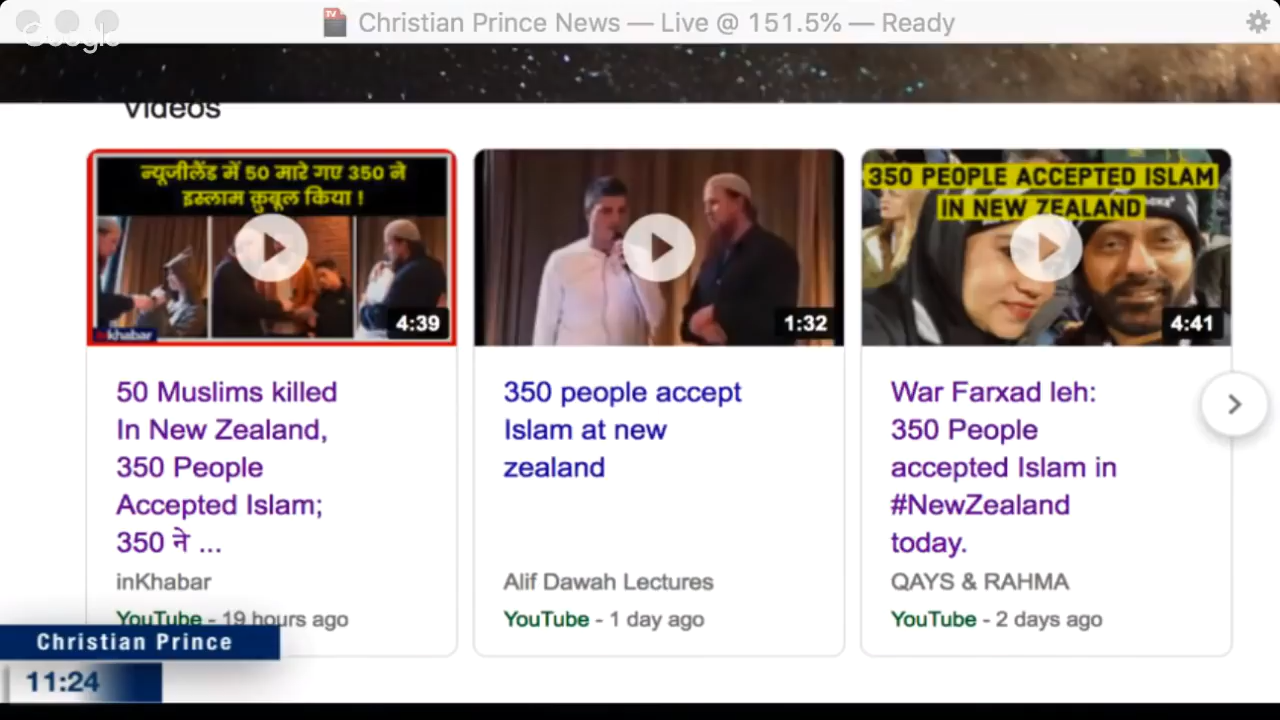 Christian Prince News — Live @ 151.5% — Ready
Google
Videos
न्यूजीलैंड में 50 मारे गए 350 ने
इस्लाम क़ुबूल किया !
khabar
4:39
1:32
350 PEOPLE ACCEPTED ISLAM
IN NEW ZEALAND
4:41
50 Muslims killed
In New Zealand,
350 People
Accepted Islam;
350 ने ...
inKhabar
YouTube - 19 hours ago
350 people accept
Islam at new
zealand
Alif Dawah Lectures
YouTube - 1 day ago
War Farxad leh:
350 People
accepted Islam in
#NewZealand
today.
QAYS & RAHMA
YouTube - 2 days ago
Christian Prince
11:24